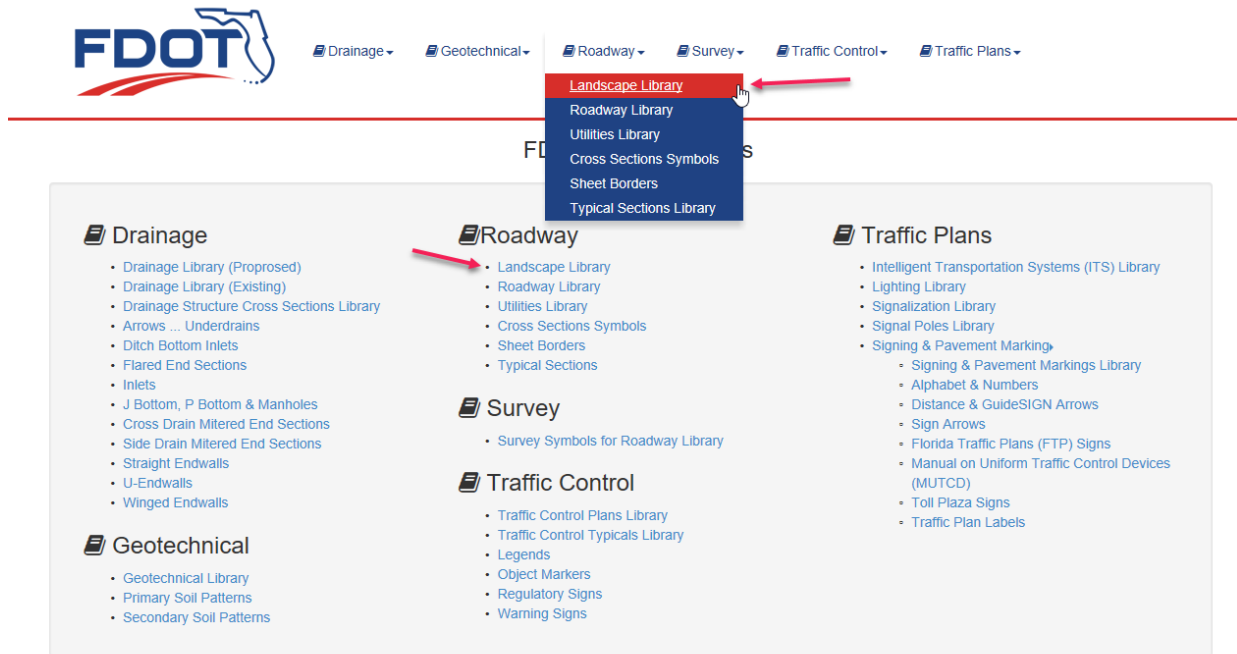 FDOT
Drainage
Geotechnical
Roadway
Survey
Traffic Control
Traffic Plans
Landscape Library
Roadway Library
Utilities Library
Cross Sections Symbols
Sheet Borders
Typical Sections Library
Drainage
Drainage Library (Proprosed)
Drainage Library (Existing)
Drainage Structure Cross Sections Library
Arrows ... Underdrains
Ditch Bottom Inlets
Flared End Sections
Inlets
J Bottom, P Bottom & Manholes
Cross Drain Mitered End Sections
Side Drain Mitered End Sections
Straight Endwalls
U-Endwalls
Winged Endwalls
Geotechnical
Geotechnical Library
Primary Soil Patterns
Secondary Soil Patterns
Roadway
Landscape Library
Roadway Library
Utilities Library
Cross Sections Symbols
Sheet Borders
Typical Sections
Survey
Survey Symbols for Roadway Library
Traffic Control
Traffic Control Plans Library
Traffic Control Typicals Library
Legends
Object Markers
Regulatory Signs
Warning Signs
Traffic Plans
Intelligent Transportation Systems (ITS) Library
Lighting Library
Signalization Library
Signal Poles Library
Signing & Pavement Marking
Signing & Pavement Markings Library
Alphabet & Numbers
Distance & GuideSIGN Arrows
Sign Arrows
Florida Traffic Plans (FTP) Signs
Manual on Uniform Traffic Control Devices
(MUTCD)
Toll Plaza Signs
Traffic Plan Labels